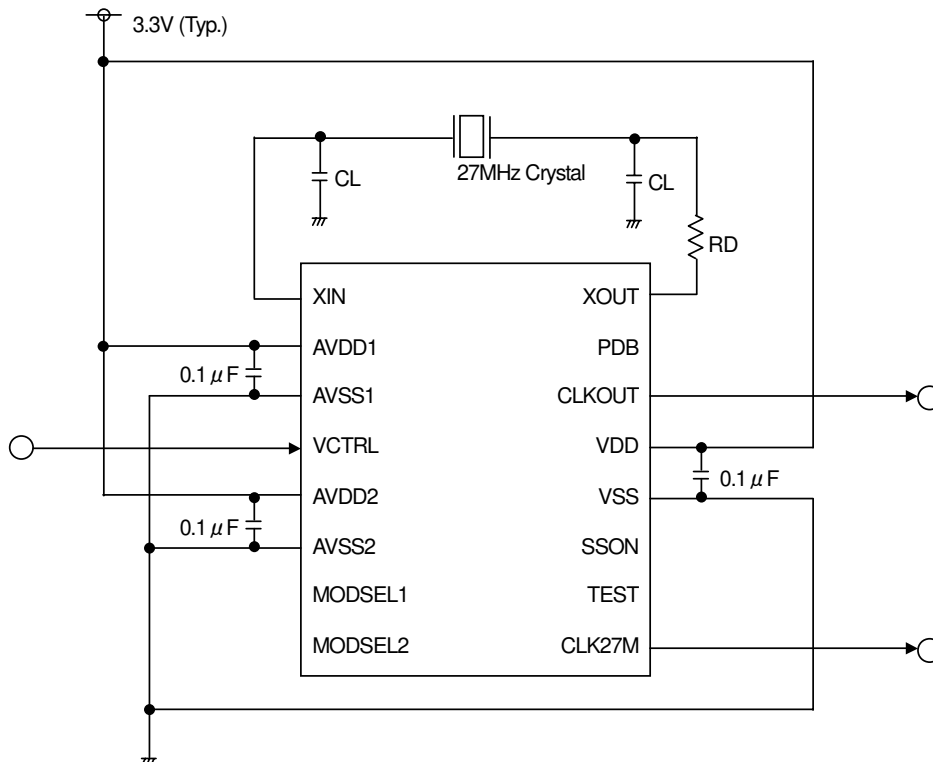 3.3V (Typ.)
27MHz Crystal
CL
CL
RD
XIN
XOUT
AVDD1
PDB
0.1 μF
AVSS1
CLKOUT
VCTRL
VDD
0.1 μF
AVDD2
VSS
0.1 μF
AVSS2
SSON
MODSEL1
TEST
MODSEL2
CLK27M